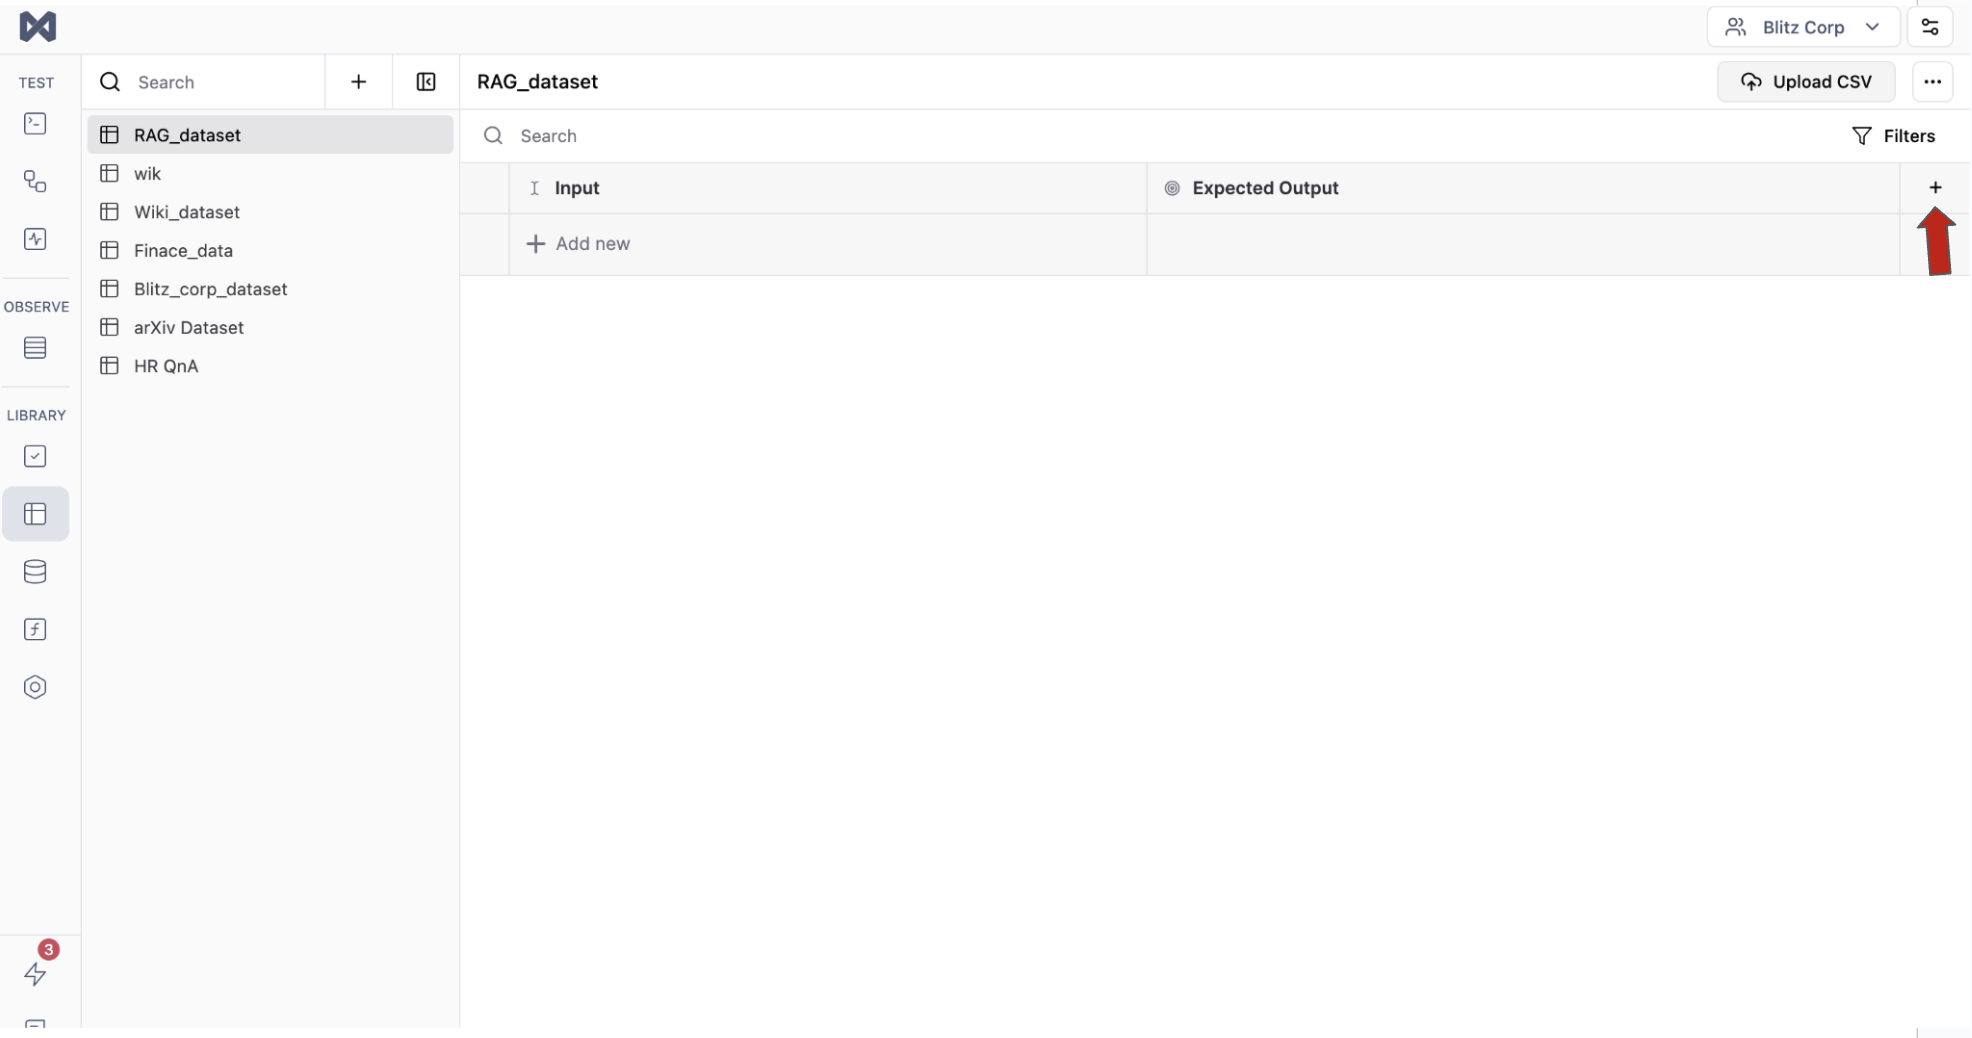 Blitz Corp
TEST
Search
RAG_dataset
Upload CSV
RAG_dataset
wik
Wiki_dataset
Finace_data
Blitz_corp_dataset
arXiv Dataset
HR QnA
Search
Filters
Input
Expected Output
Add new
OBSERVE
LIBRARY
3